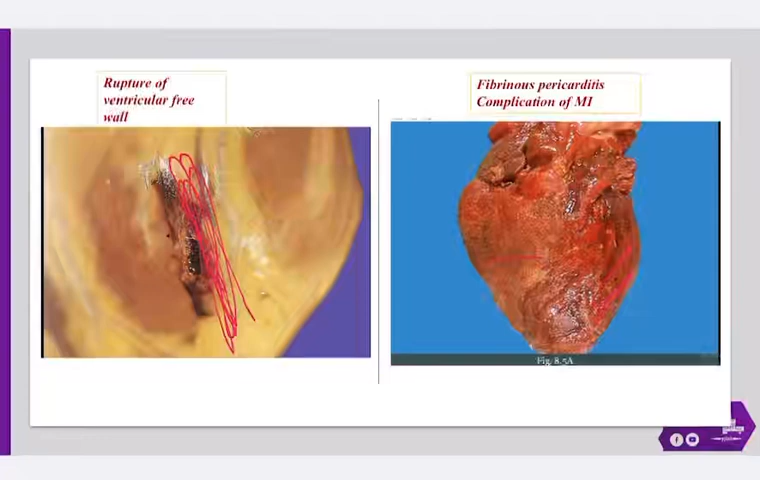 Rupture of
ventricular free
wall
Fibrinous pericarditis
Complication of MI
Fig. 8.5A